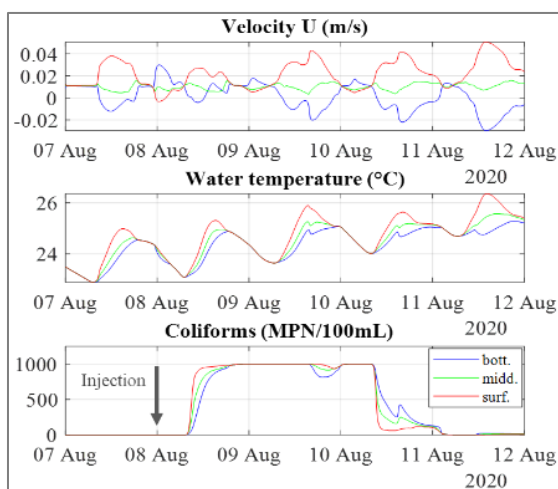 Velocity U (m/s)
0.04
0.02
0
-0.02
07 Aug 08 Aug 09 Aug 10 Aug 11 Aug 12 Aug
2020
Water temperature (°C)
26
24
07 Aug 08 Aug 09 Aug 10 Aug 11 Aug 12 Aug
2020
Coliforms (MPN/100mL)
1000
500
0
Injection
bott.
midd.
surf.
07 Aug 08 Aug 09 Aug 10 Aug 11 Aug 12 Aug
2020